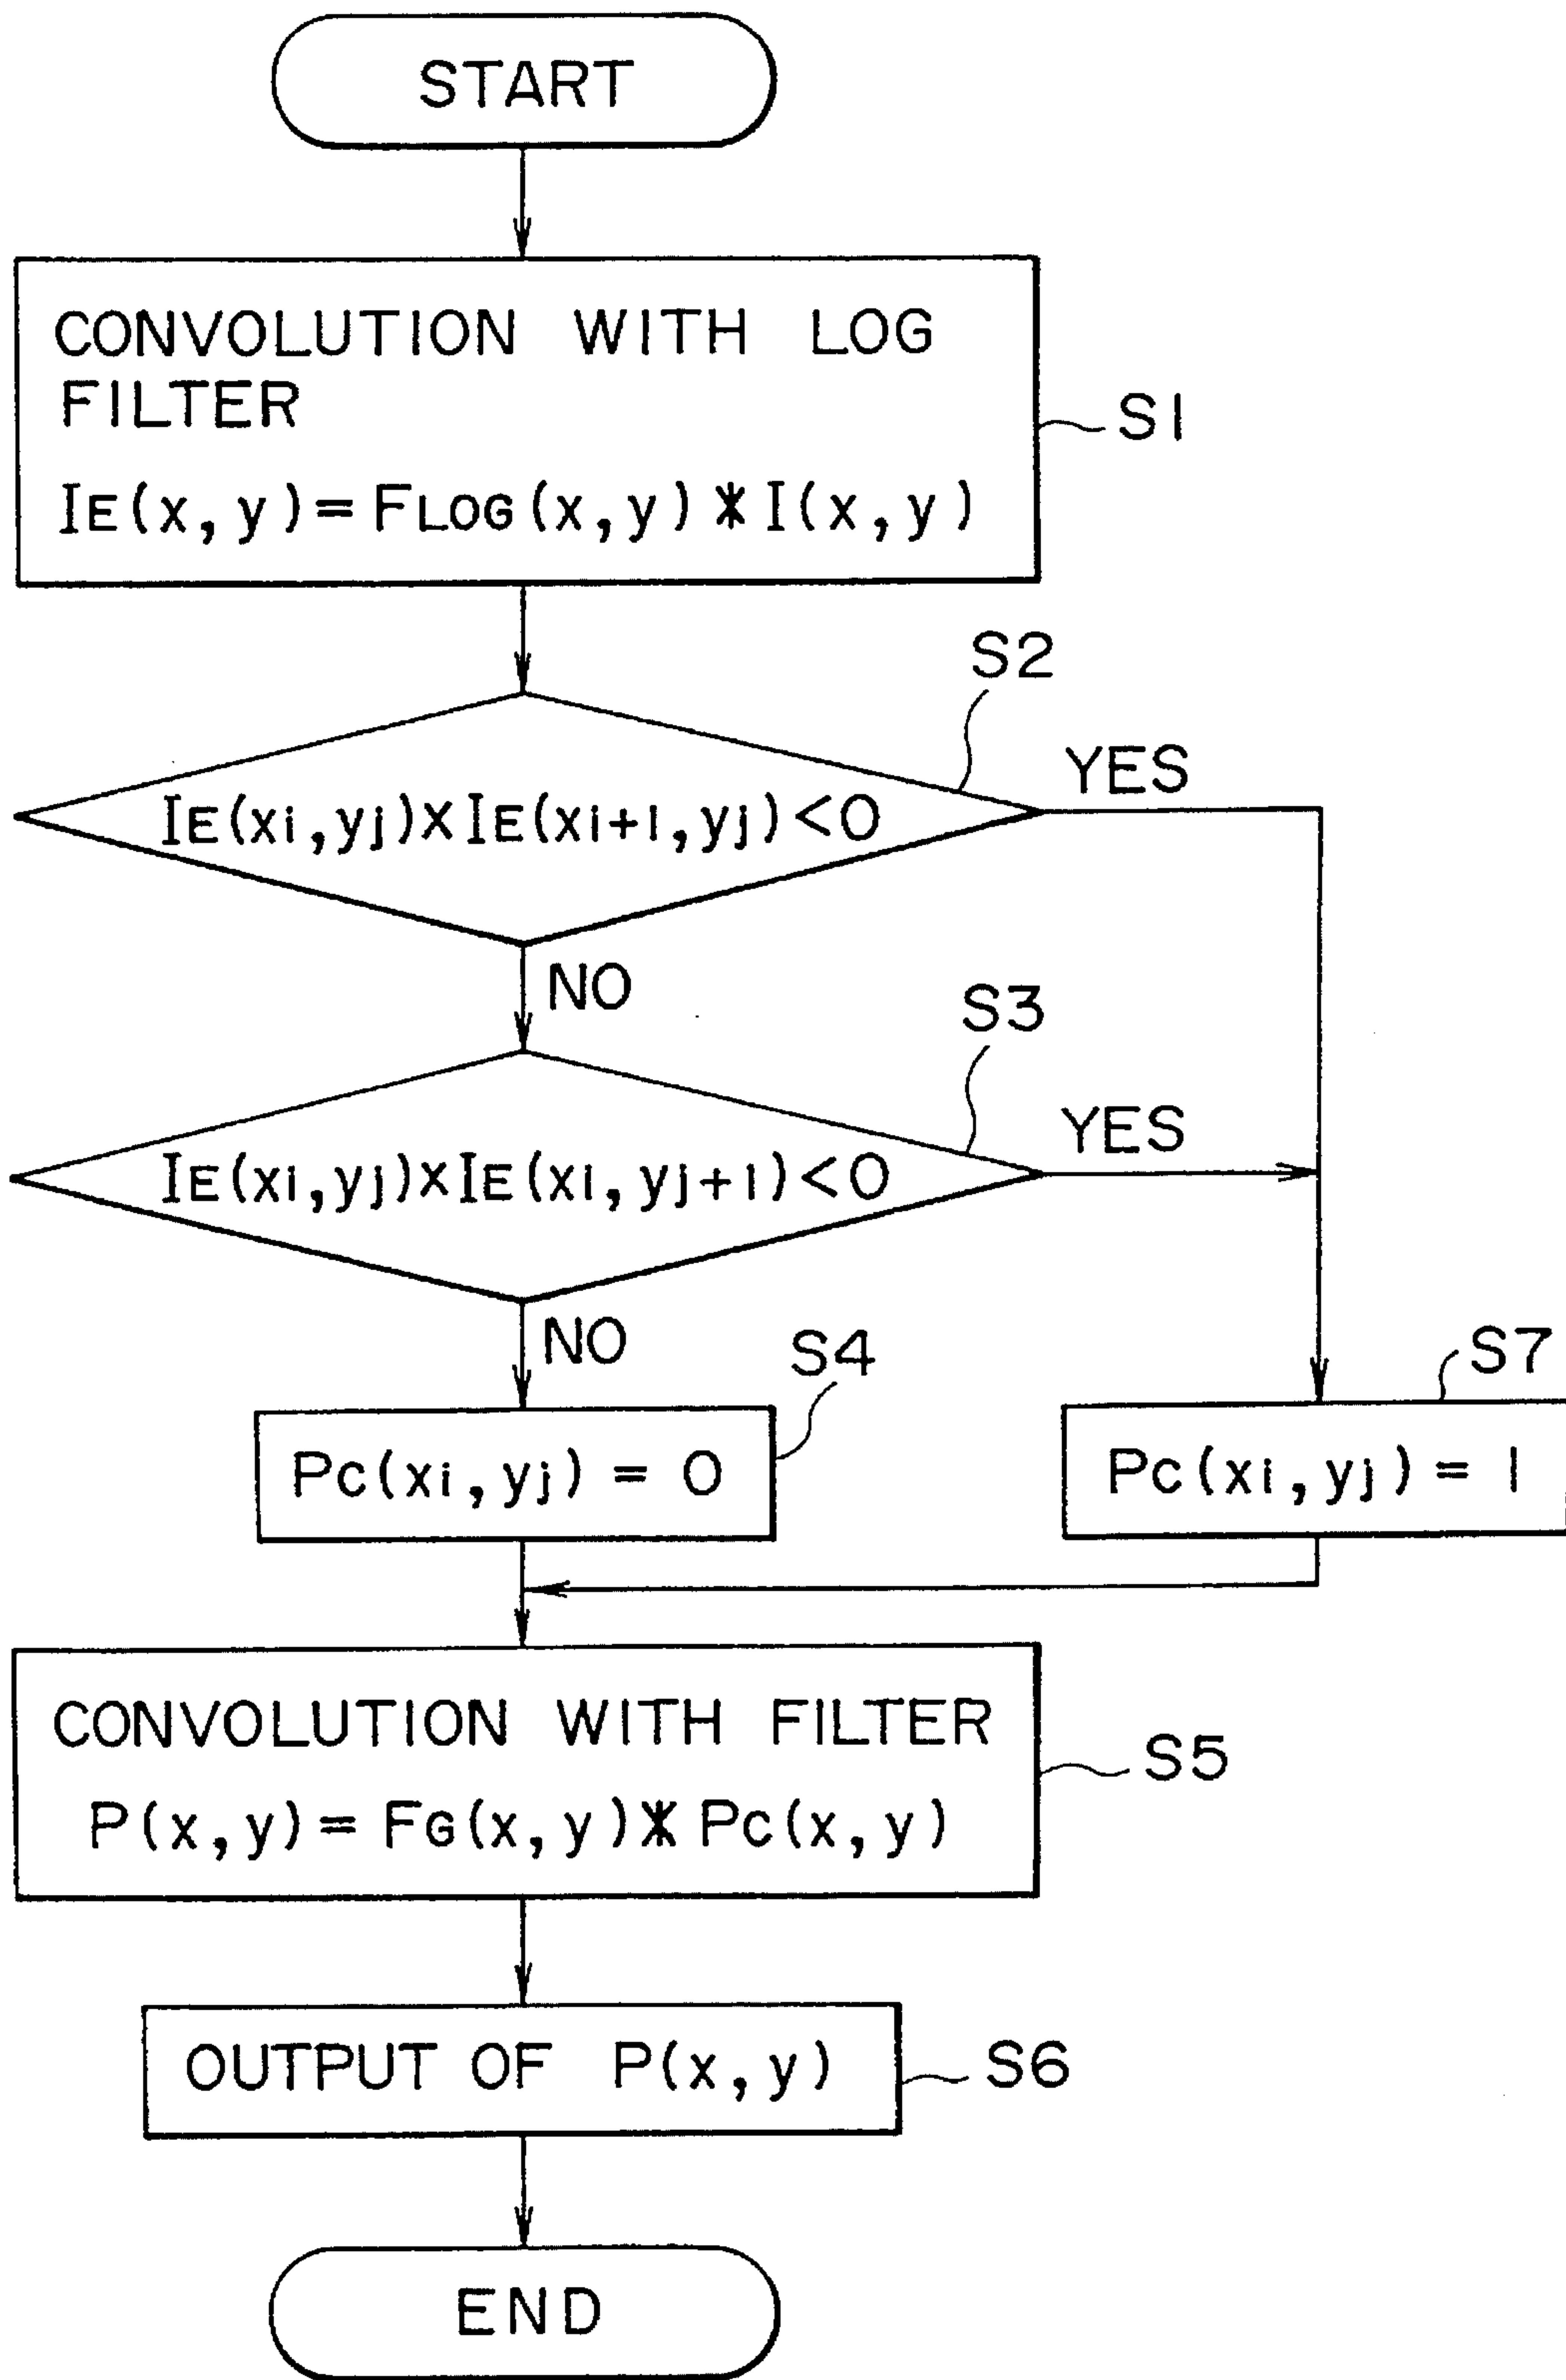 START
CONVOLUTION WITH LOG
FILTER
IE(x,y)=FLOG(x,y)*I(x,y)
S1
S2
YES
IE(xi,yj)xIE(xi+1,yj)<0
NO
S3
YES
IE(xi,yj)xIE(xi,yj+1)<0
NO
S4
S7
Pc(xi,yj)=0
Pc(xi,yj)=1
CONVOLUTION WITH FILTER
S5
P(x,y)=FG(x,y)*Pc(x,y)
OUTPUT OF P(x,y)
S6
END